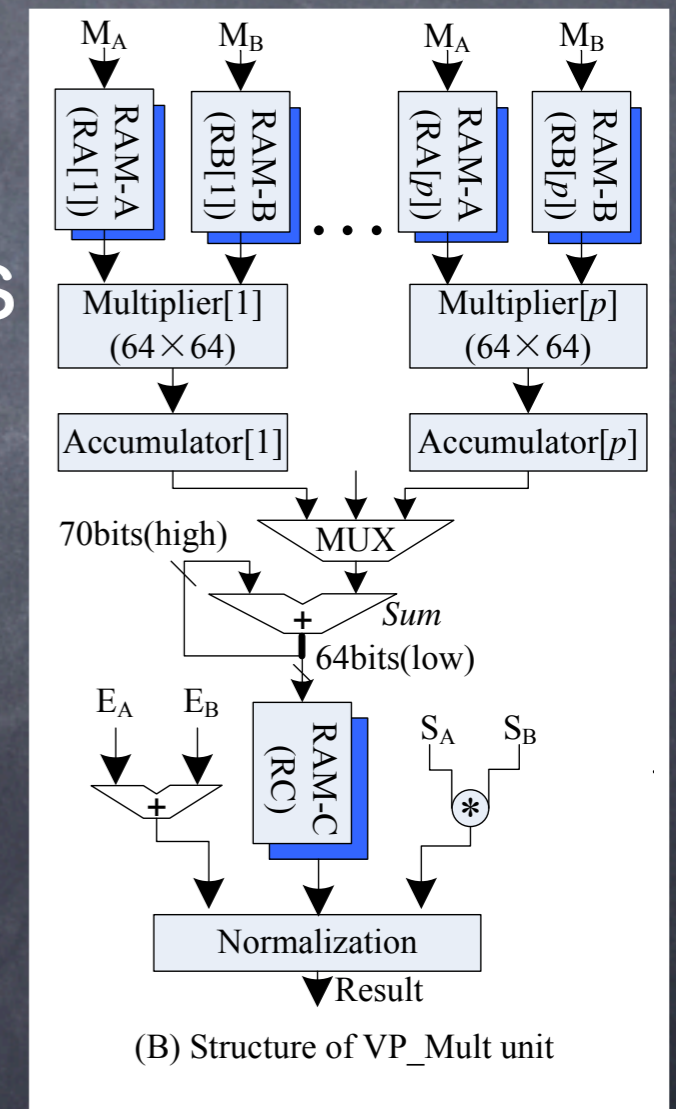 M_A M_B M_A M_B
RAM-A (RA[1])
RAM-B (RB[1])
RAM-A (RA[p])
RAM-B (RB[p])
. . .
s
Multiplier[1] Multiplier[p]
(64×64) (64×64)
Accumulator[1] Accumulator[p]
70bits(high)
MUX
+
Sum
64bits(low)
E_A E_B
S_A S_B
+
RAM-C (RC)
*
Normalization
Result
(B) Structure of VP_Mult unit